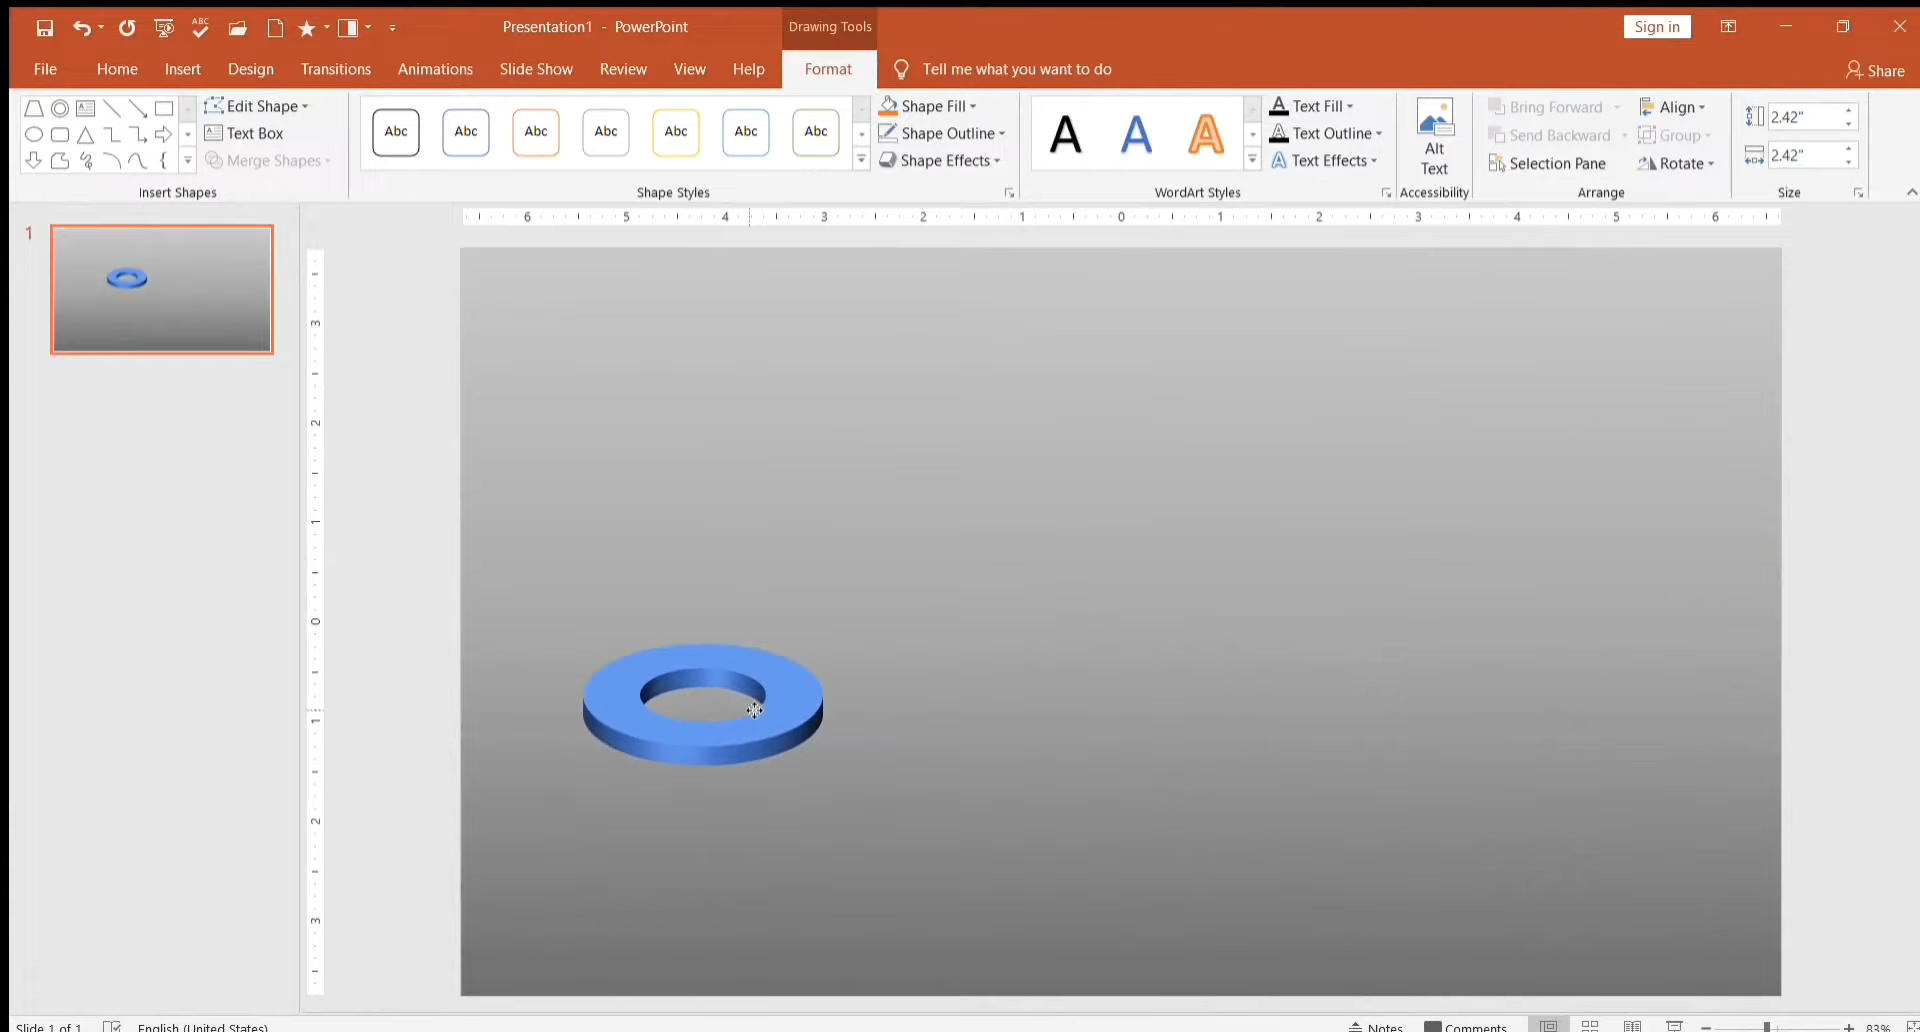 ABC
Presentation1 - PowerPoint
Drawing Tools
Sign in
File Home Insert Design Transitions Animations Slide Show Review View Help Format Tell me what you want to do Share
Edit Shape
Text Box
Merge Shapes
Insert Shapes
Abc Abc Abc Abc Abc Abc Abc
Shape Fill
Shape Outline
Shape Effects
Shape Styles
A A A
Text Fill
Text Outline
Text Effects
WordArt Styles
Alt
Text
Accessibility
Bring Forward
Send Backward
Selection Pane
Align
Group
Rotate
Arrange
2.42"
2.42"
Size
6 5 4 3 2 1 0 1 2 3 4 5 6
1
3
2
1
0
1
2
3
Slide 1 of 1 English (United States) Notes Comments 83%